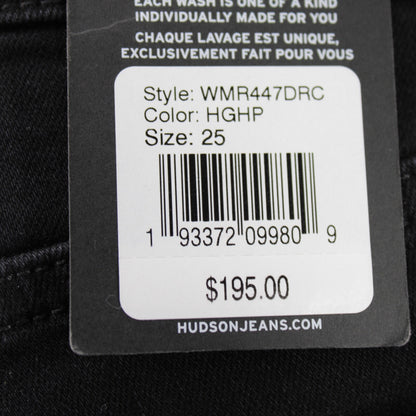 EACH WASH IS ONE OF A KIND
INDIVIDUALLY MADE FOR YOU
CHAQUE LAVAGE EST UNIQUE,
EXCLUSIVEMENT FAIT POUR VOUS
Style: WMR447DRC
Color: HGHP
Size: 25
1 93372 09980 9
$195.00
HUDSONJEANS.COM